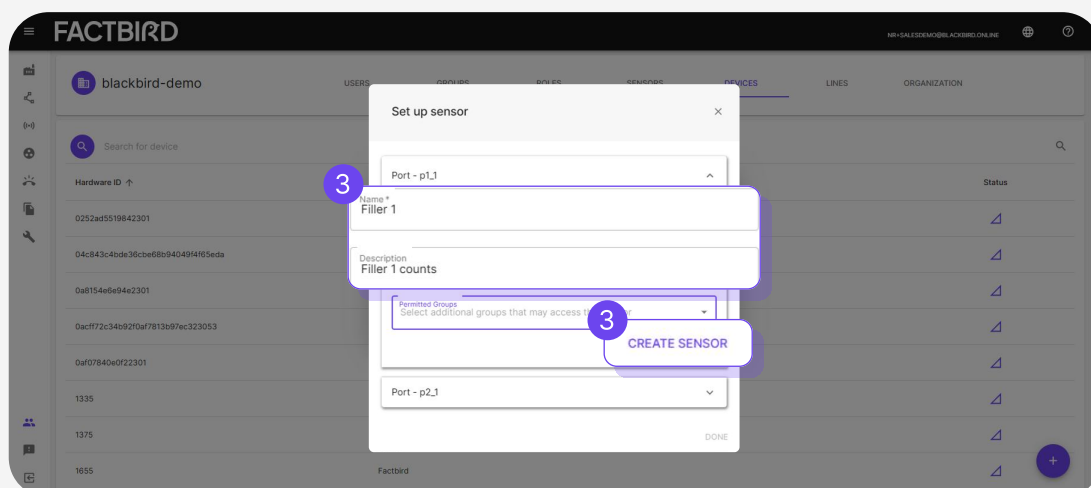 FACTBIRD
NR+SALESDEMO@BLACKBIRD.ONLINE
blackbird-demo
USERS GROUPS ROLES SENSORS DEVICES LINES ORGANIZATION
Set up sensor
Search for device
Port - p1_1
Hardware ID
Status
3
Name *
Filler 1
0252ad5519842301
04c843c4bde36cbe68b94049f4f65eda
Description
Filler 1 counts
0a8154e6e94e2301
Permitted Groups
Select additional groups that may access
0acff72c34b92f0af7813b97ec323053
3
CREATE SENSOR
0af07840e0f22301
1335
Port - p2_1
1375
DONE
1655 Factbird